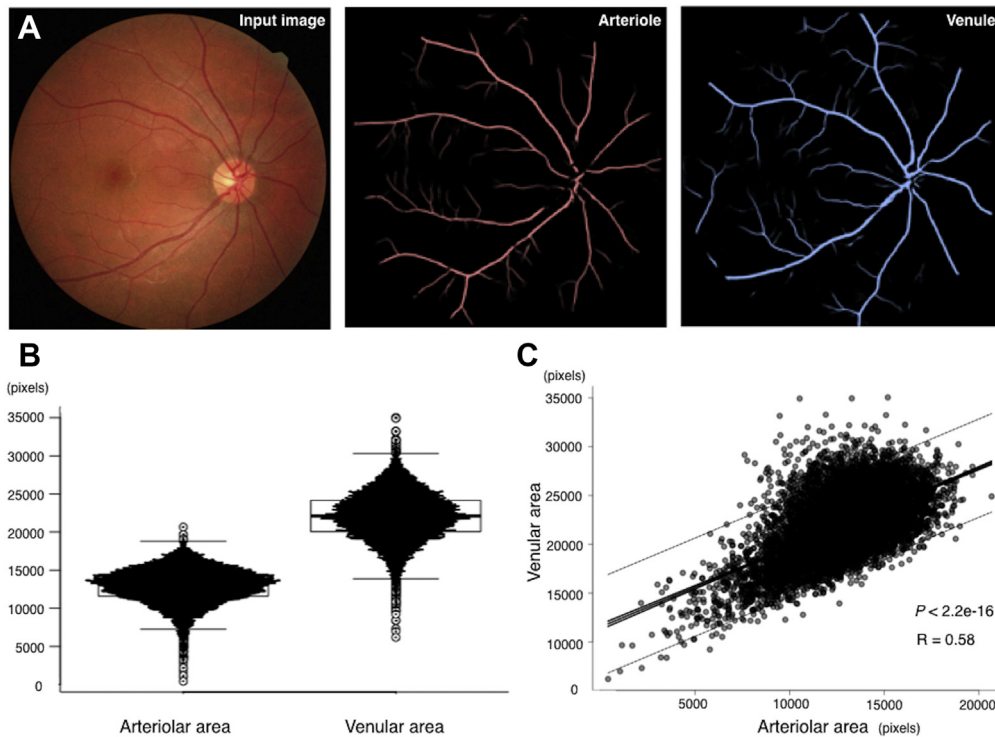 A
Input image
Arteriole
Venule
B
(pixels)
35000
30000
25000
20000
15000
10000
5000
0
Arteriolar area
Venular area
C
(pixels)
35000
30000
25000
20000
15000
10000
0
Venular area
P < 2.2e-16
R = 0.58
5000
10000
15000
20000
Arteriolar area (pixels)